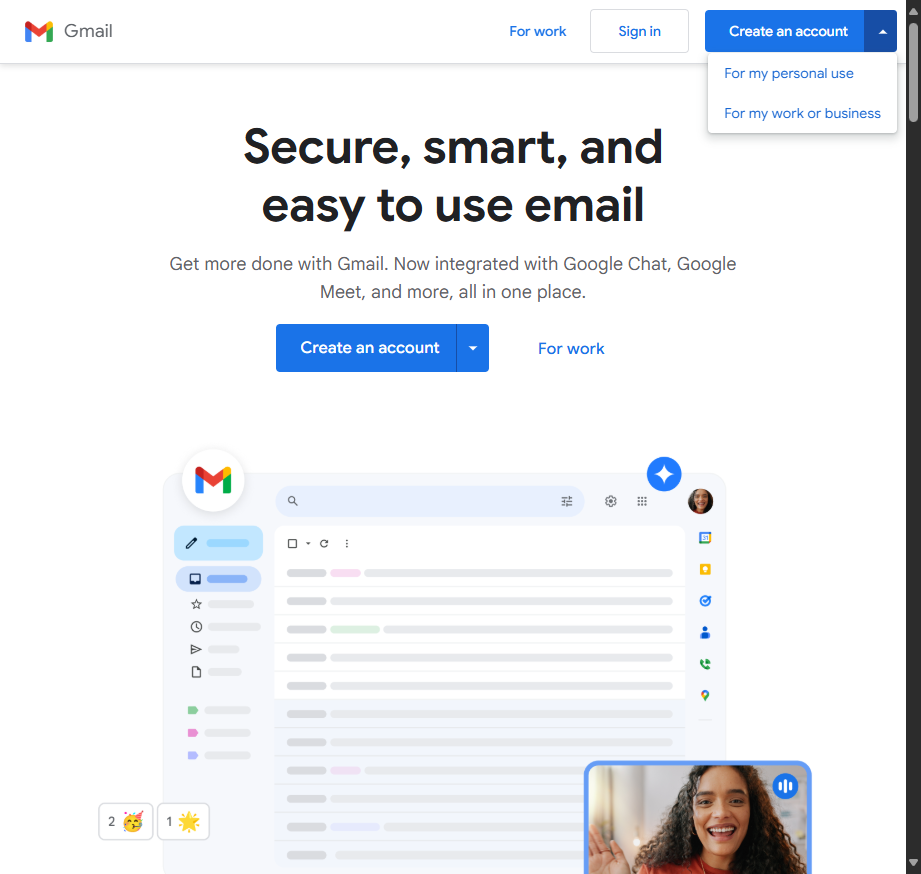 Gmail
For work
Sign in
Create an account
For my personal use
For my work or business
Secure, smart, and
easy to use email
Get more done with Gmail. Now integrated with Google Chat, Google
Meet, and more, all in one place.
Create an account
For work
31
2
1